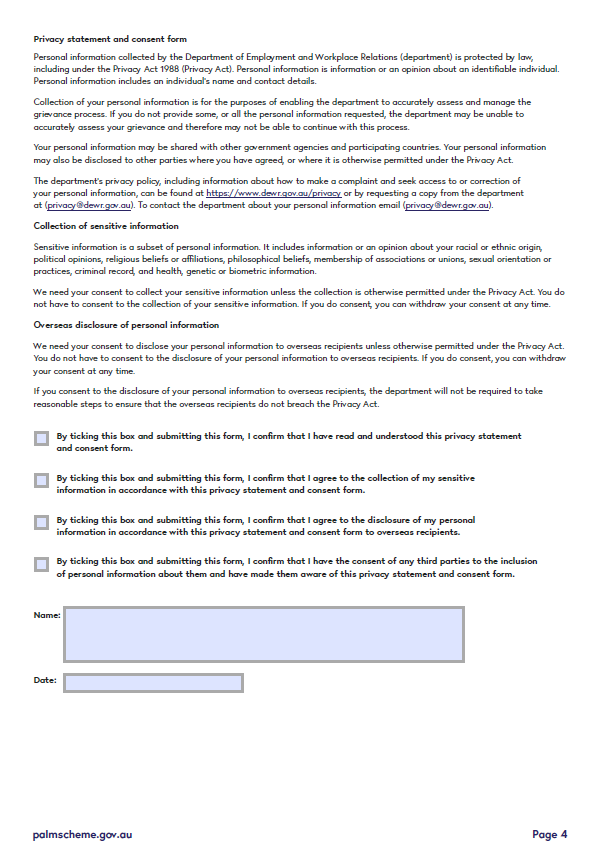 Privacy statement and consent form
Personal information collected by the Department of Employment and Workplace Relations (department) is protected by law,
including under the Privacy Act 1988 (Privacy Act). Personal information is information or an opinion about an identifiable individual.
Personal information includes an individual's name and contact details.
Collection of your personal information is for the purposes of enabling the department to accurately assess and manage the
grievance process. If you do not provide some, or all the personal information requested, the department may be unable to
accurately assess your grievance and therefore may not be able to continue with this process.
Your personal information may be shared with other government agencies and participating countries. Your personal information
may also be disclosed to other parties where you have agreed, or where it is otherwise permitted under the Privacy Act.
The department's privacy policy, including information about how to make a complaint and seek access to or correction of
your personal information, can be found at https://www.dewr.gov.au/privacy or by requesting a copy from the department
at (privacy@dewr.gov.au). To contact the department about your personal information email (privacy@dewr.gov.au).
Collection of sensitive information
Sensitive information is a subset of personal information. It includes information or an opinion about your racial or ethnic origin,
political opinions, religious beliefs or affiliations, philosophical beliefs, membership of associations or unions, sexual orientation or
practices, criminal record, and health, genetic or biometric information.
We need your consent to collect your sensitive information unless the collection is otherwise permitted under the Privacy Act. You do
not have to consent to the collection of your sensitive information. If you do consent, you can withdraw your consent at any time.
Overseas disclosure of personal information
We need your consent to disclose your personal information to overseas recipients unless otherwise permitted under the Privacy Act.
You do not have to consent to the disclosure of your personal information to overseas recipients. If you do consent, you can withdraw
your consent at any time.
If you consent to the disclosure of your personal information to overseas recipients, the department will not be required to take
reasonable steps to ensure that the overseas recipients do not breach the Privacy Act.
By ticking this box and submitting this form, I confirm that I have read and understood this privacy statement
and consent form.
By ticking this box and submitting this form, I confirm that I agree to the collection of my sensitive
information in accordance with this privacy statement and consent form.
By ticking this box and submitting this form, I confirm that I agree to the disclosure of my personal
information in accordance with this privacy statement and consent form to overseas recipients.
By ticking this box and submitting this form, I confirm that I have the consent of any third parties to the inclusion
of personal information about them and have made them aware of this privacy statement and consent form.
Name:
Date:
palmscheme.gov.au Page 4